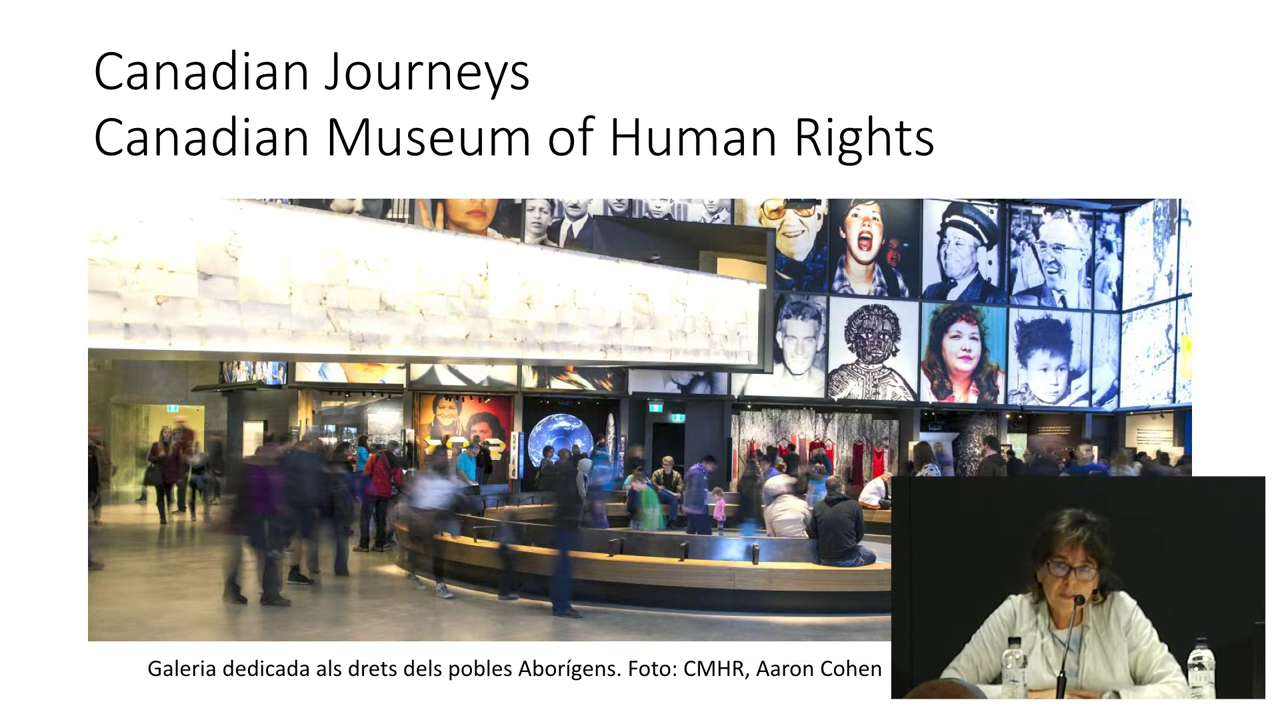 Canadian Journeys
Canadian Museum of Human Rights
Galeria dedicada als drets dels pobles Aborígens. Foto: CMHR, Aaron Cohen